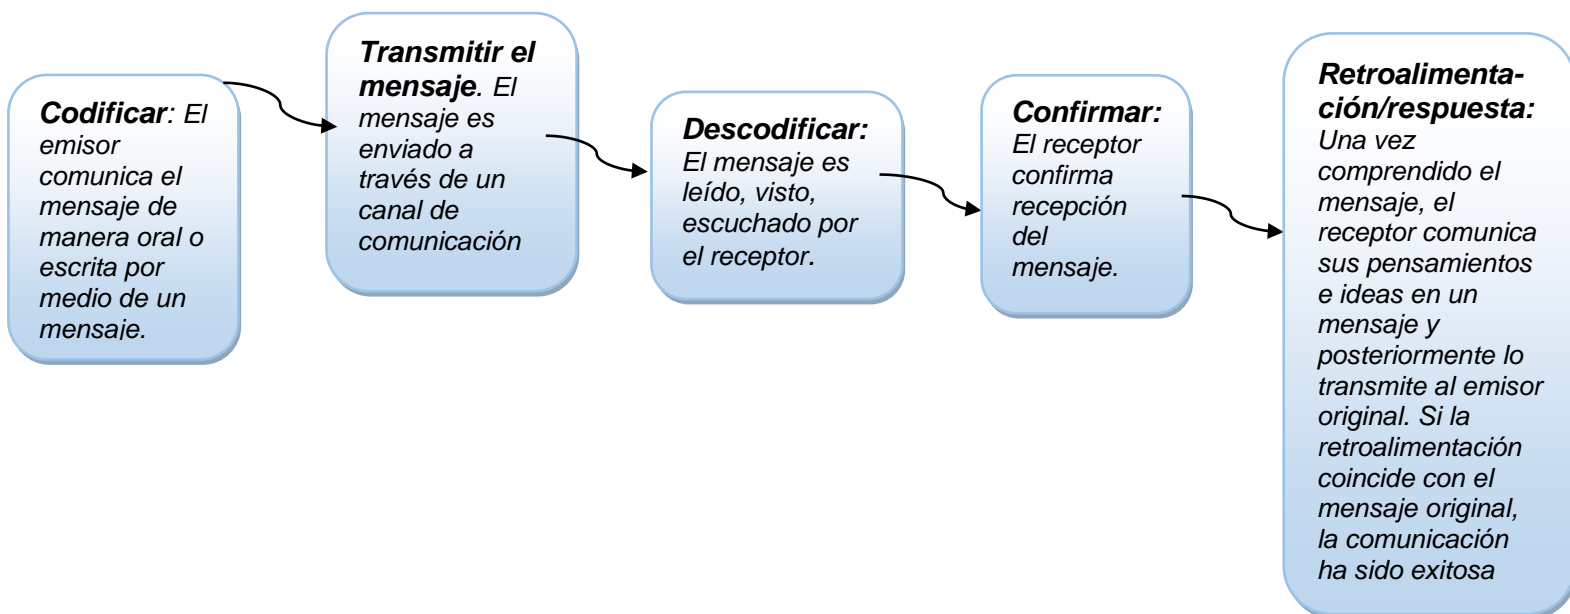 Codificar: El
emisor
comunica el
mensaje de
manera oral o
escrita por
medio de un
mensaje.
Transmitir el
mensaje. El
mensaje es
enviado a
través de un
canal de
comunicación
Descodificar:
El mensaje es
leído, visto,
escuchado por
el receptor.
Confirmar:
El receptor
confirma
recepción
del
mensaje.
Retroalimenta-
ción/respuesta:
Una vez
comprendido el
mensaje, el
receptor comunica
sus pensamientos
e ideas en un
mensaje y
posteriormente lo
transmite al emisor
original. Si la
retroalimentación
coincide con el
mensaje original,
la comunicación
ha sido exitosa